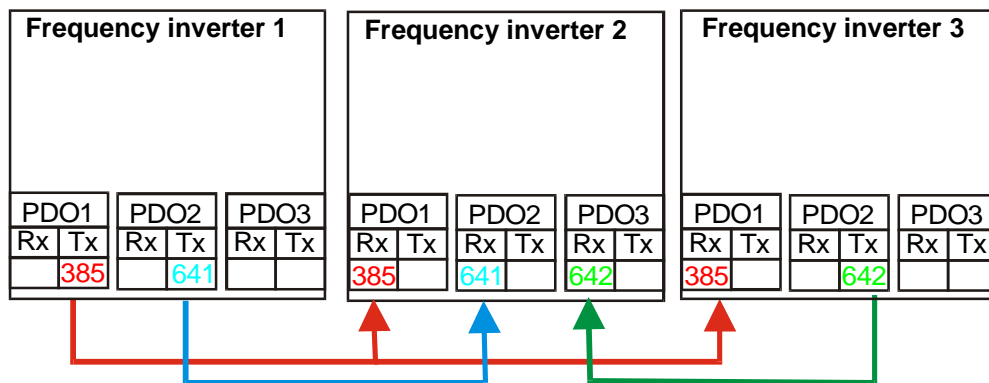 Frequency inverter 1
PDO1 PDO2 PDO3
Rx Tx Rx Tx Rx Tx
385 641
Frequency inverter 2
PDO1 PDO2 PDO3
Rx Tx Rx Tx Rx Tx
385 641 642
Frequency inverter 3
PDO1 PDO2 PDO3
Rx Tx Rx Tx Rx Tx
385 642